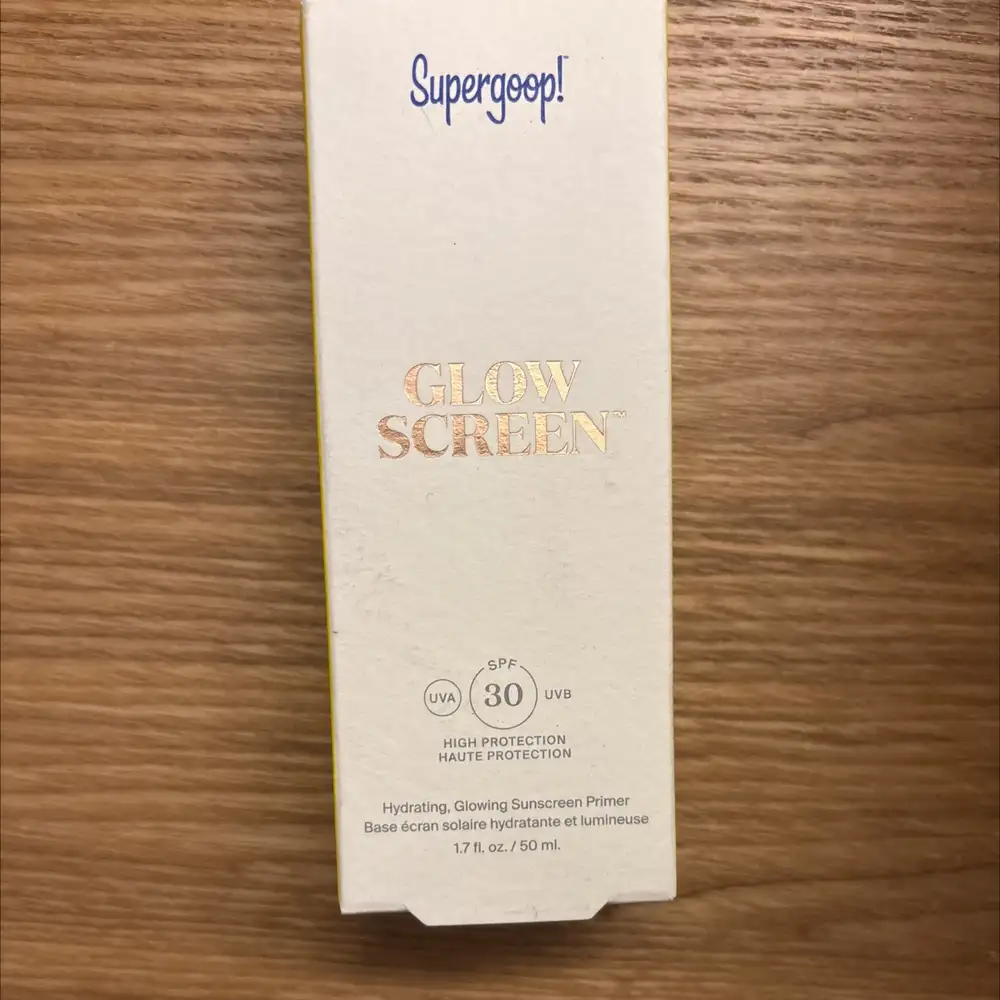 Supergoop!™
GLOW
SCREEN™
SPF
UVA 30 UVB
HIGH PROTECTION
HAUTE PROTECTION
Hydrating, Glowing Sunscreen Primer
Base écran solaire hydratante et lumineuse
1.7 fl. oz. / 50 ml.